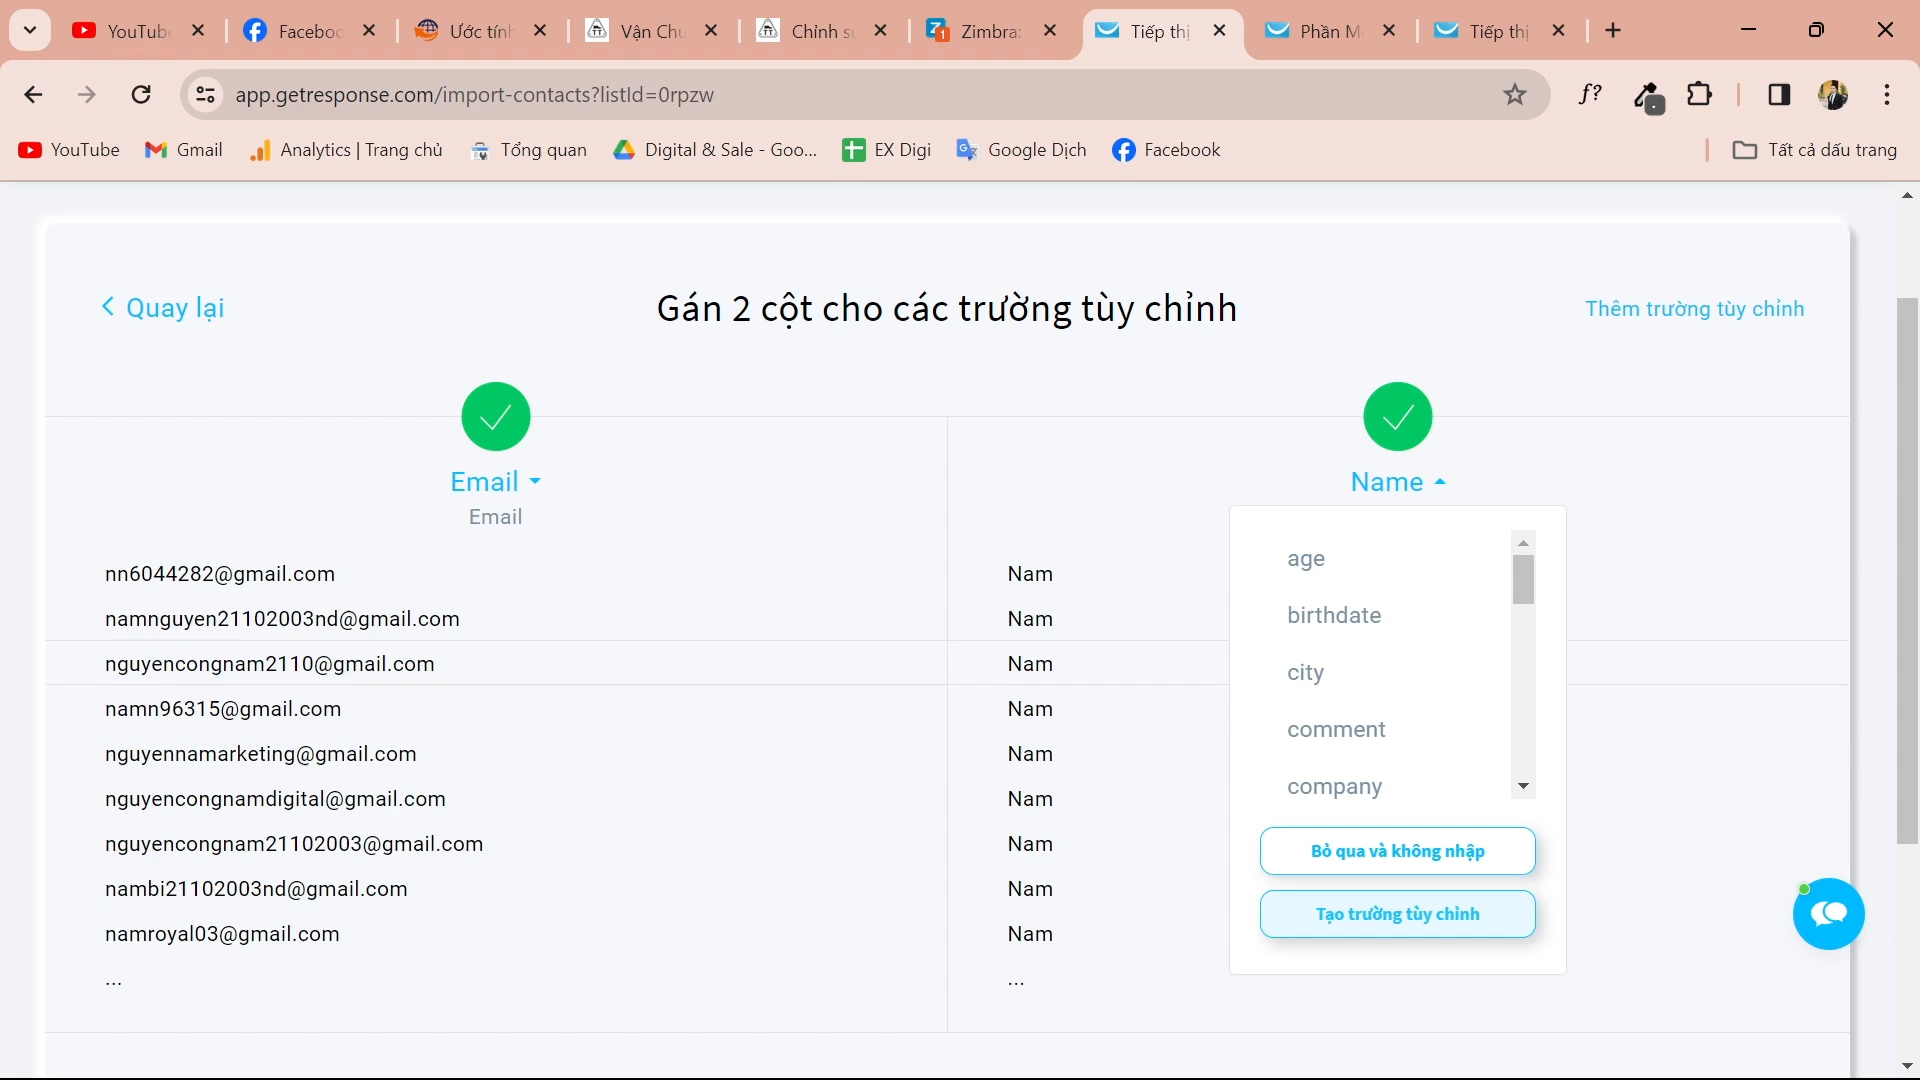 YouTube
Faceboo
Ước tính
Vận Chu
Chỉnh s
Zimbra:
Tiếp thị
Phần M
Tiếp thị
app.getresponse.com/import-contacts?listId=0rpzw
f?
YouTube
Gmail
Analytics | Trang chủ
Tổng quan
Digital & Sale - Goo...
EX Digi
Google Dịch
Facebook
Tất cả dấu trang
Quay lại
Gán 2 cột cho các trường tùy chỉnh
Thêm trường tùy chỉnh
Email
Name
Email
nn6044282@gmail.com
Nam
namnguyen21102003nd@gmail.com
Nam
nguyencongnam2110@gmail.com
Nam
namn96315@gmail.com
Nam
nguyennamarketing@gmail.com
Nam
nguyencongnamdigital@gmail.com
Nam
nguyencongnam21102003@gmail.com
Nam
nambi21102003nd@gmail.com
Nam
namroyal03@gmail.com
Nam
...
...
age
birthdate
city
comment
company
Bỏ qua và không nhập
Tạo trường tùy chỉnh